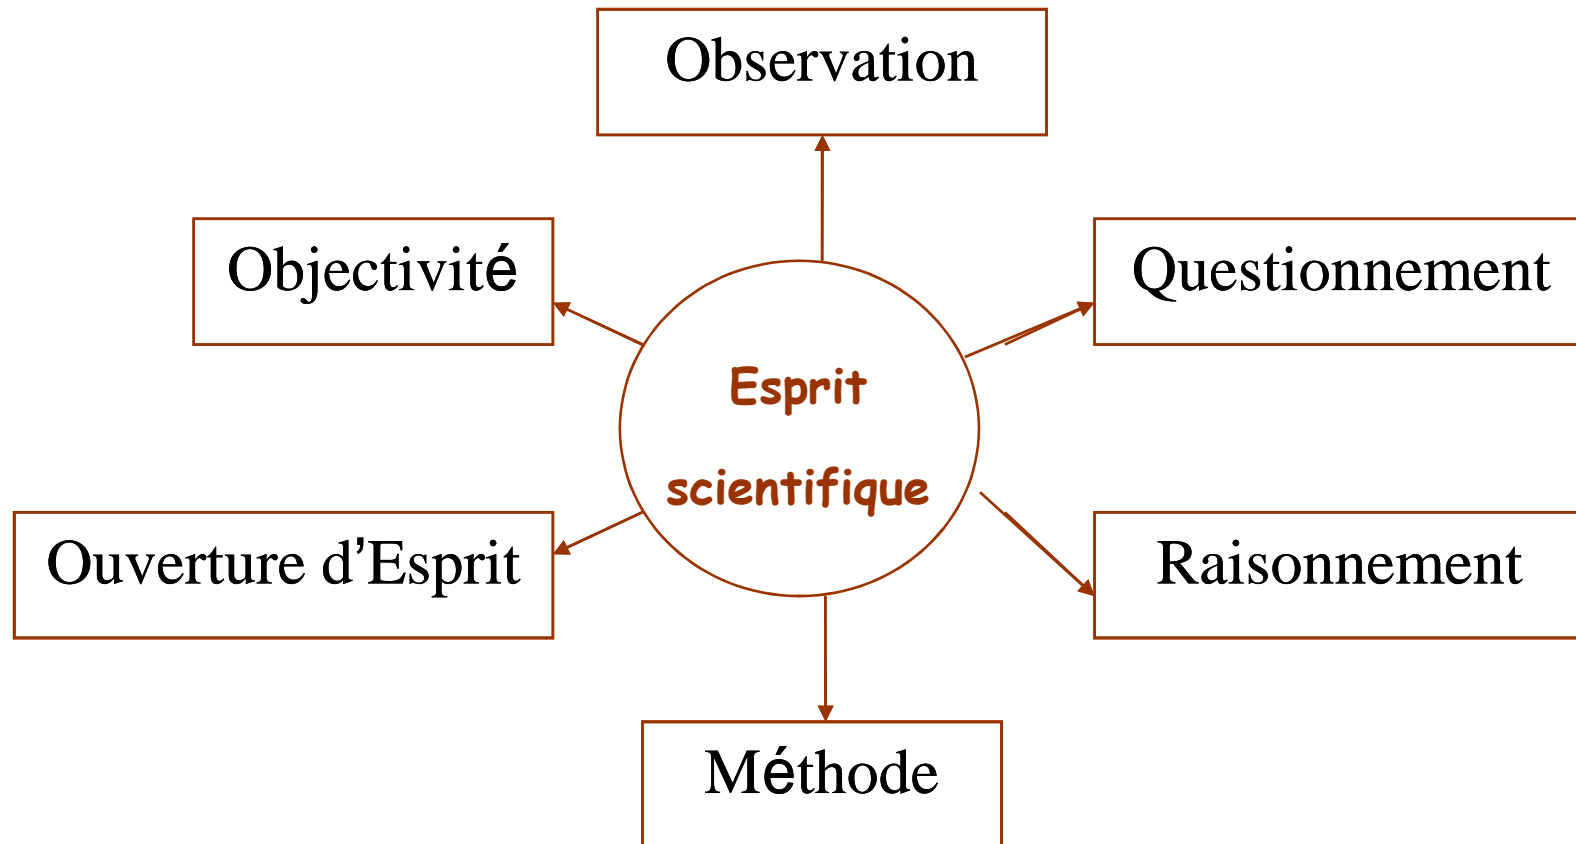 Observation
Objectivité
Questionnement
Esprit
scientifique
Ouverture d’Esprit
Raisonnement
Méthode